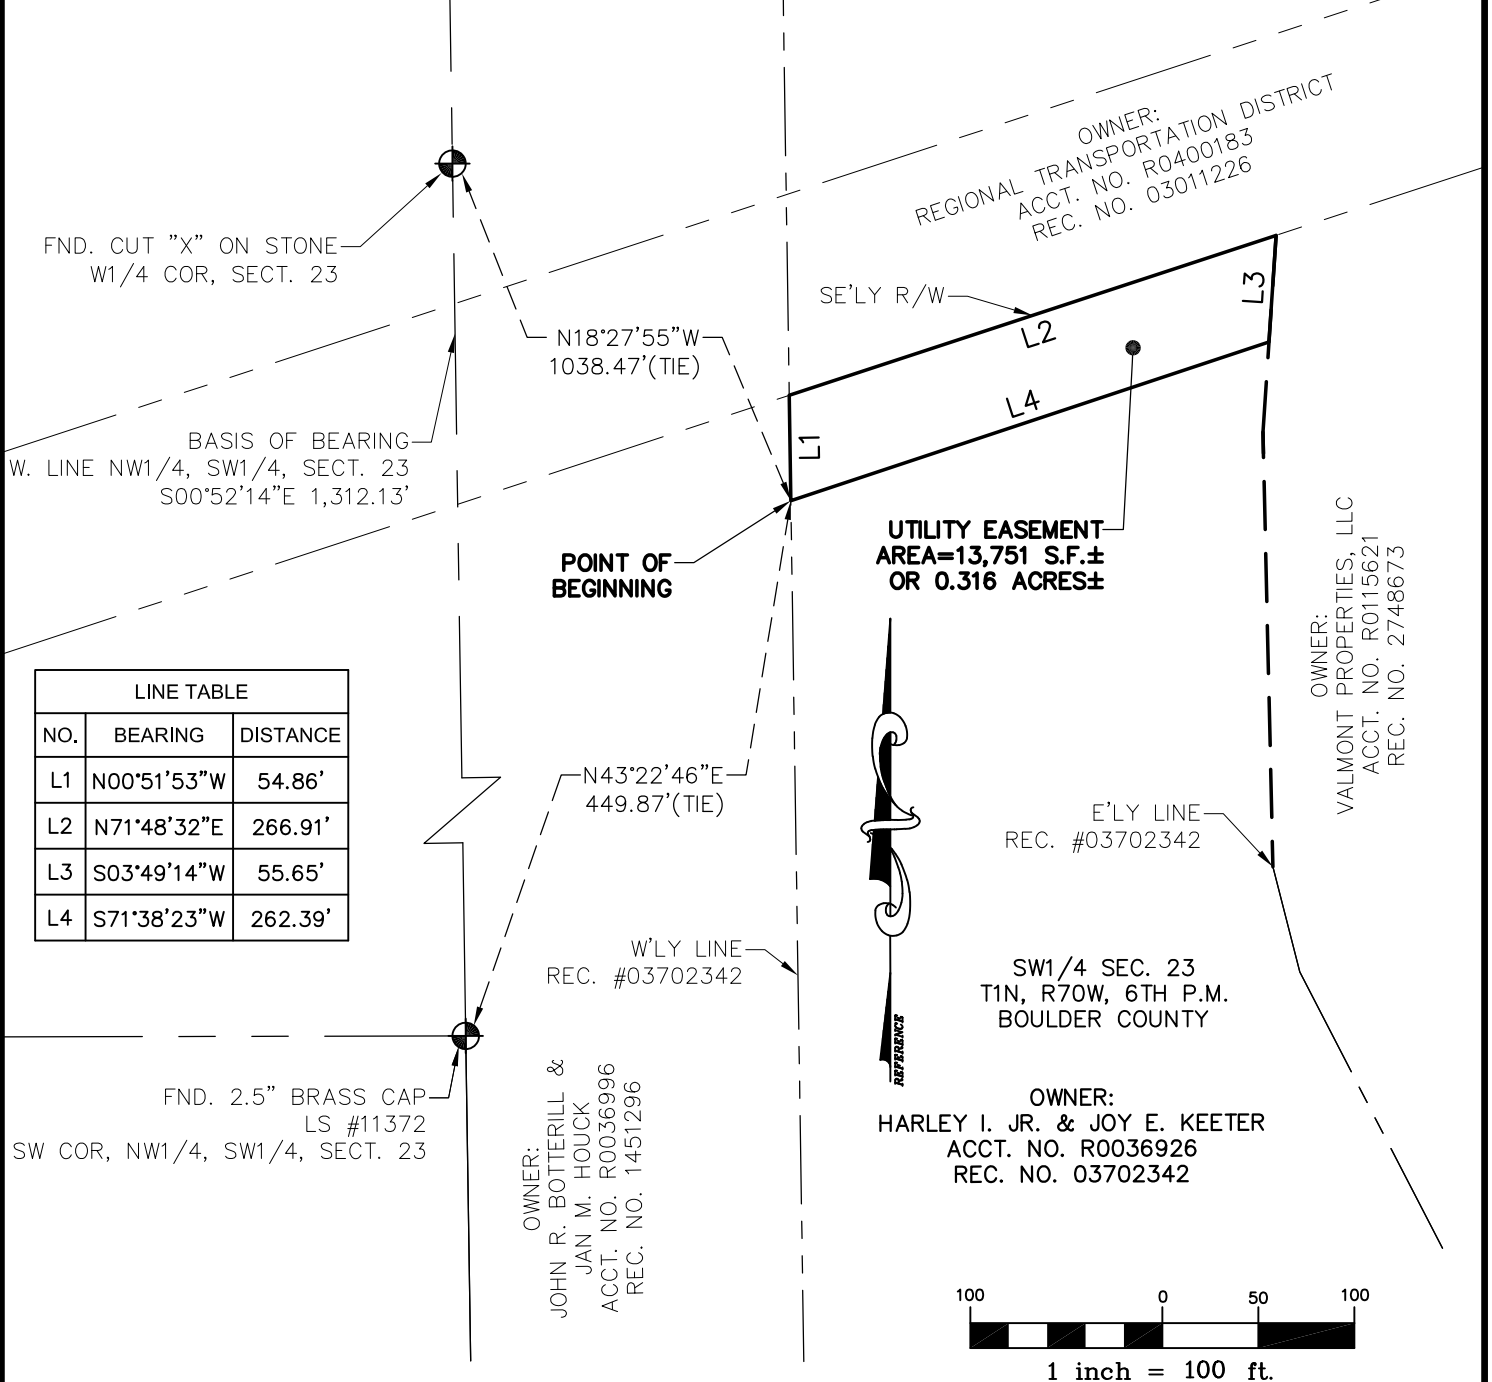 OWNER:
REGIONAL TRANSPORTATION DISTRICT
ACCT. NO. R0400183
REC. NO. 03011226
FND. CUT "X" ON STONE
W1/4 COR, SECT. 23
SE'LY R/W
L3
L2
N18°27'55"W
1038.47'(TIE)
L4
L1
BASIS OF BEARING
W. LINE NW1/4, SW1/4, SECT. 23
S00°52'14"E 1,312.13'
POINT OF
BEGINNING
UTILITY EASEMENT
AREA=13,751 S.F.±
OR 0.316 ACRES±
OWNER:
VALMONT PROPERTIES, LLC
ACCT. NO. R0115621
REC. NO. 2748673
LINE TABLE
NO. BEARING DISTANCE
L1 N00°51'53"W 54.86'
L2 N71°48'32"E 266.91'
L3 S03°49'14"W 55.65'
L4 S71°38'23"W 262.39'
N43°22'46"E
449.87'(TIE)
E'LY LINE
REC. #03702342
W'LY LINE
REC. #03702342
SW1/4 SEC. 23
T1N, R70W, 6TH P.M.
BOULDER COUNTY
REFERENCE
FND. 2.5" BRASS CAP
LS #11372
SW COR, NW1/4, SW1/4, SECT. 23
OWNER:
JOHN R. BOTTERILL &
JAN M. HOUCK
ACCT. NO. R0036996
REC. NO. 1451296
OWNER:
HARLEY I. JR. & JOY E. KEETER
ACCT. NO. R0036926
REC. NO. 03702342
100 0 50 100
1 inch = 100 ft.